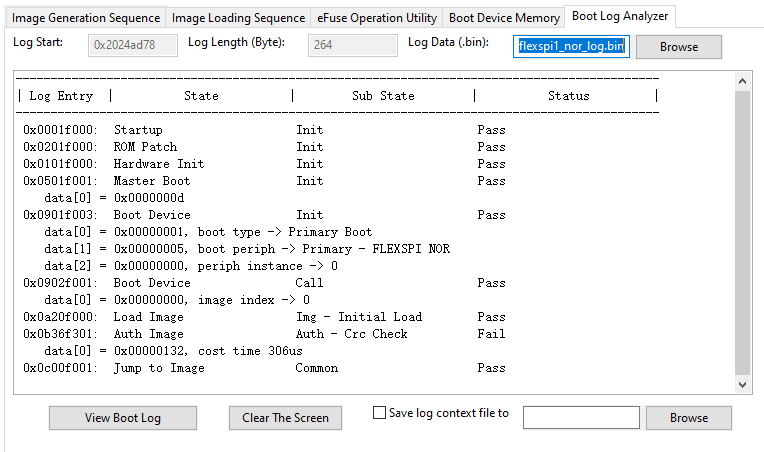 Image Generation Sequence Image Loading Sequence eFuse Operation Utility Boot Device Memory Boot Log Analyzer
Log Start: 0x2024ad78 Log Length (Byte): 264 Log Data (.bin): flexspi1_nor_log.bin Browse
--------------------------------------------------------------------------------
| Log Entry | State | Sub State | Status |
--------------------------------------------------------------------------------
0x0001f000: Startup Init Pass
0x0201f000: ROM Patch Init Pass
0x0101f000: Hardware Init Init Pass
0x0501f001: Master Boot Init Pass
data[0] = 0x0000000d
0x0901f003: Boot Device Init Pass
data[0] = 0x00000001, boot type -> Primary Boot
data[1] = 0x00000005, boot periph -> Primary - FLEXSPI NOR
data[2] = 0x00000000, periph instance -> 0
0x0902f001: Boot Device Call Pass
data[0] = 0x00000000, image index -> 0
0x0a20f000: Load Image Img - Initial Load Pass
0x0b36f301: Auth Image Auth - Crc Check Fail
data[0] = 0x00000132, cost time 306us
0x0c00f001: Jump to Image Common Pass
View Boot Log Clear The Screen Save log context file to Browse